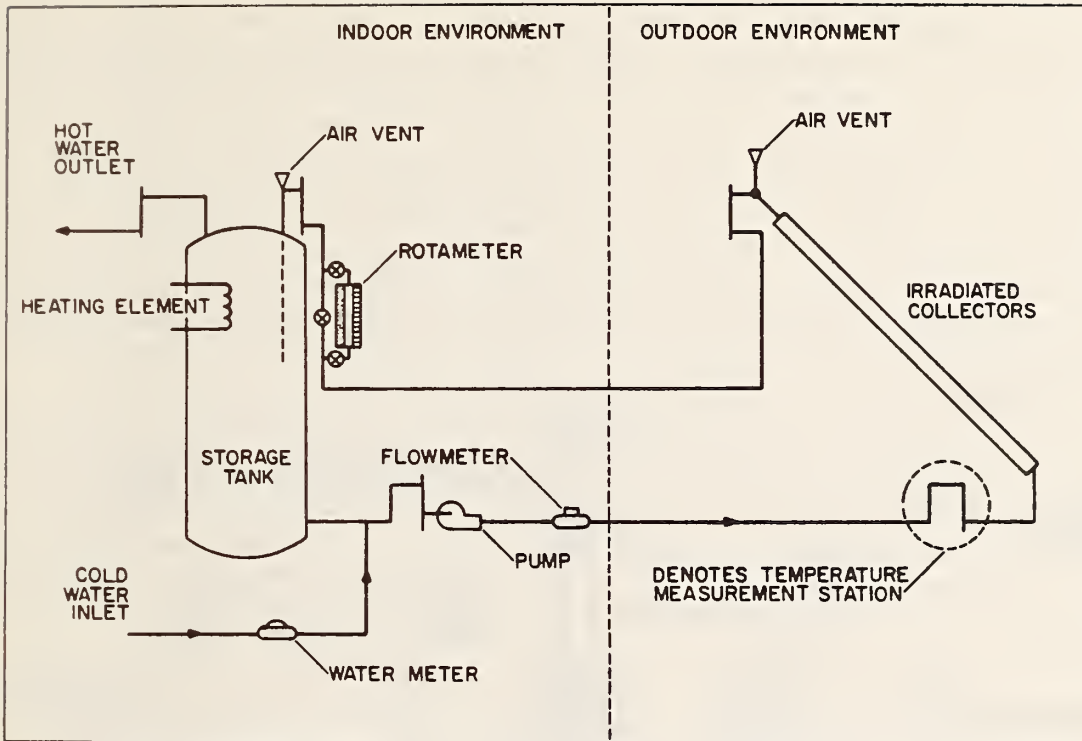 INDOOR ENVIRONMENT
OUTDOOR ENVIRONMENT
HOT
WATER
OUTLET
AIR VENT
AIR VENT
ROTAMETER
HEATING ELEMENT
IRRADIATED
COLLECTORS
STORAGE
TANK
FLOWMETER
PUMP
COLD
WATER
INLET
DENOTES TEMPERATURE
MEASUREMENT STATION
WATER METER